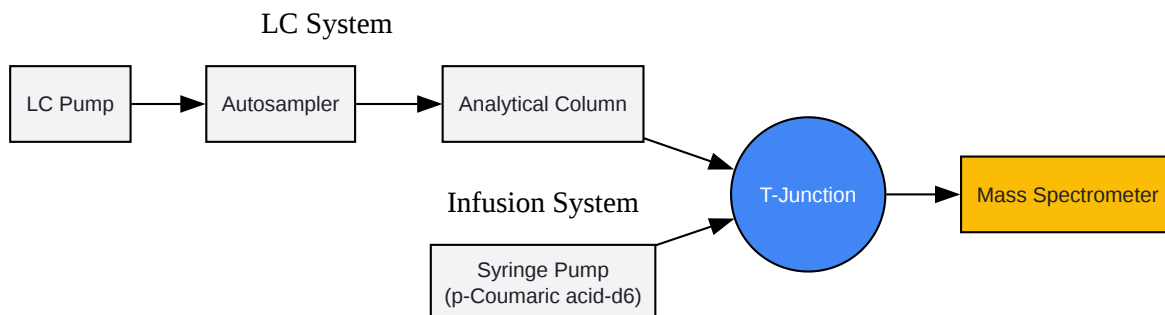 LC System
LC Pump
Autosampler
Analytical Column
T-Junction
Mass Spectrometer
Infusion System
Syringe Pump
(p-Coumaric acid-d6)